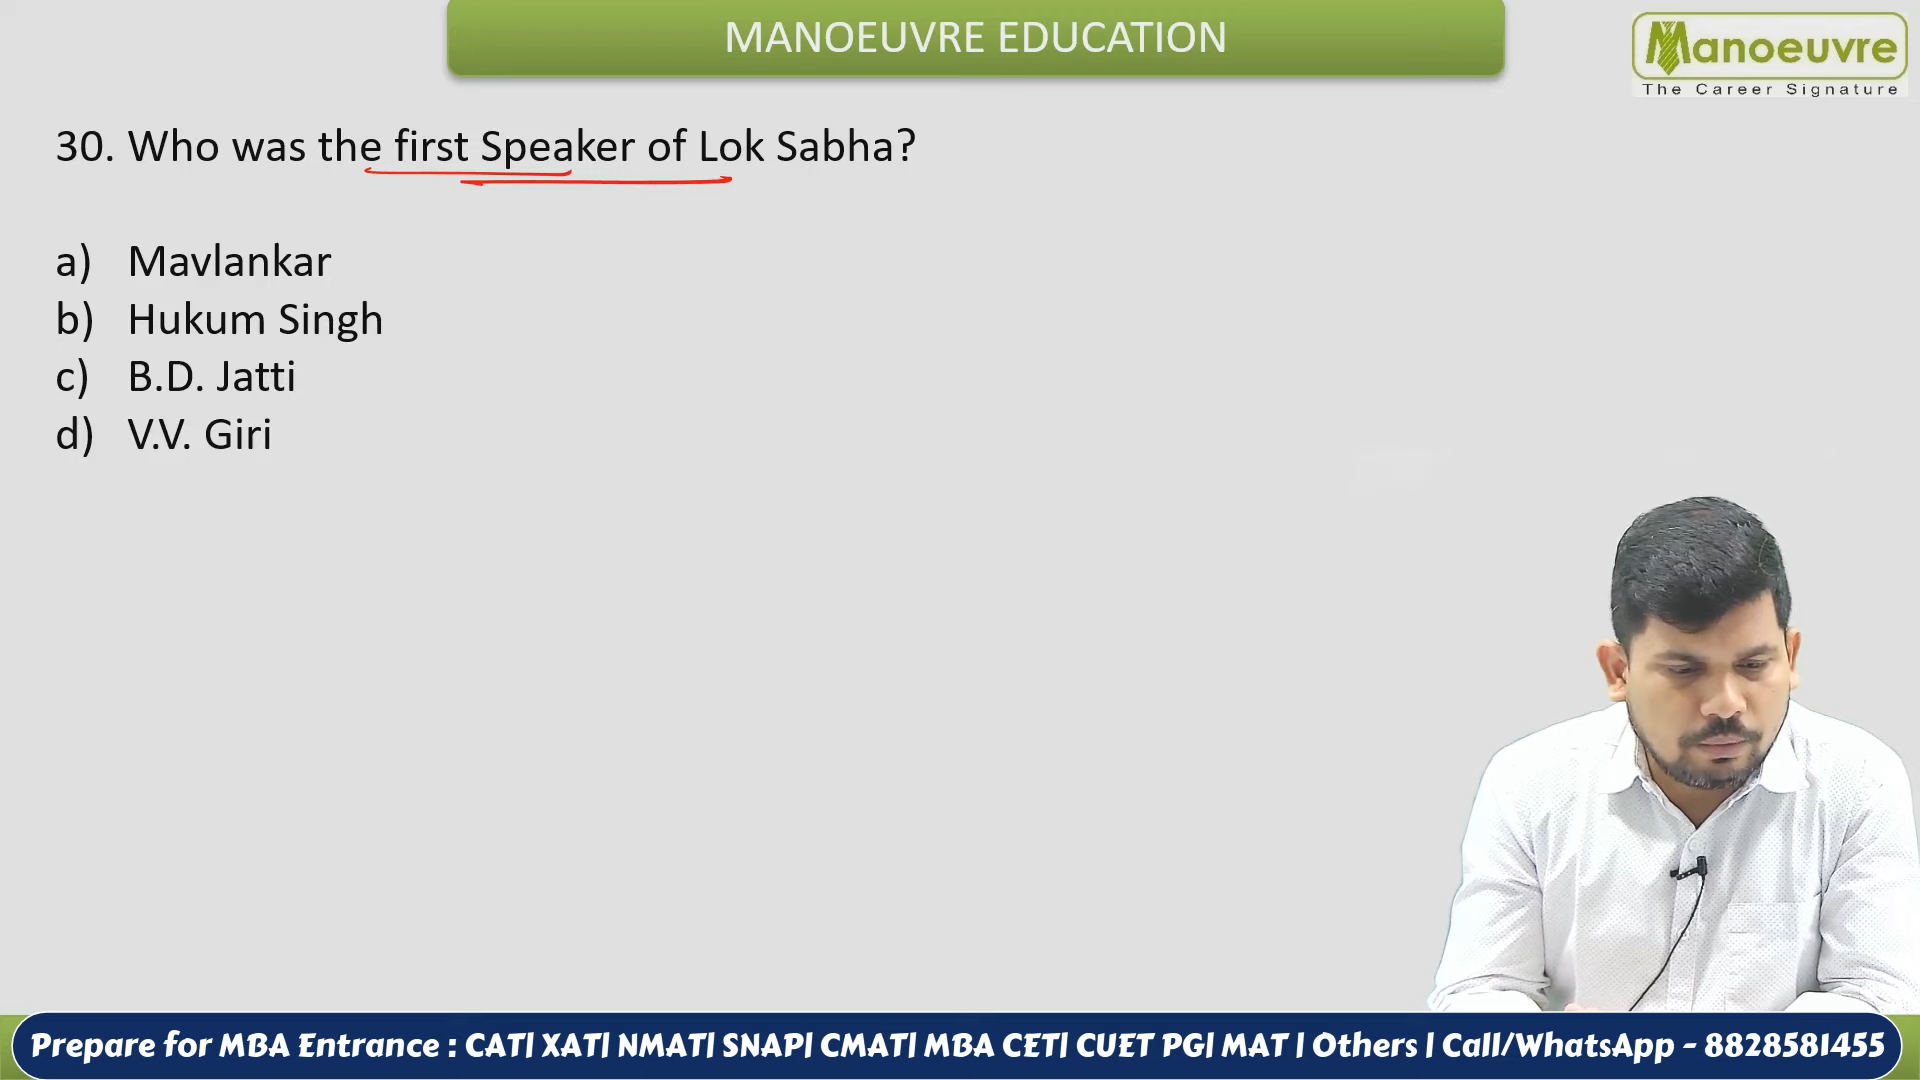 MANOEUVRE EDUCATION
Manoeuvre
The Career Signature
30. Who was the first Speaker of Lok Sabha?
a) Mavlankar
b) Hukum Singh
c) B.D. Jatti
d) V.V. Giri
Prepare for MBA Entrance : CAT| XAT| NMAT| SNAP| CMAT| MBA CET| CUET PG| MAT | Others | Call/WhatsApp - 8828581455